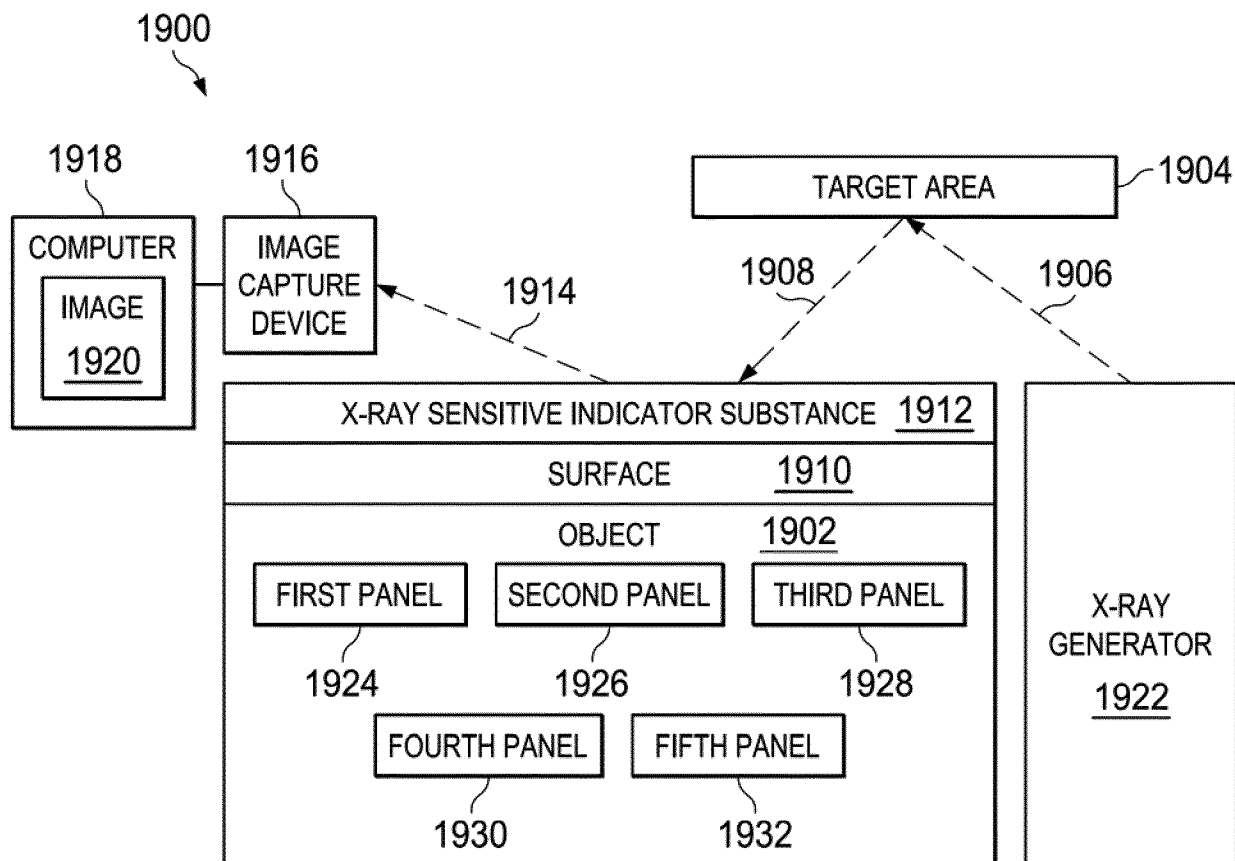 1900
1918
1916
TARGET AREA
1904
COMPUTER
IMAGE
1920
IMAGE
CAPTURE
DEVICE
1914
1908
1906
X-RAY SENSITIVE INDICATOR SUBSTANCE 1912
SURFACE 1910
OBJECT 1902
FIRST PANEL
SECOND PANEL
THIRD PANEL
1924
1926
1928
FOURTH PANEL
FIFTH PANEL
1930
1932
X-RAY
GENERATOR
1922